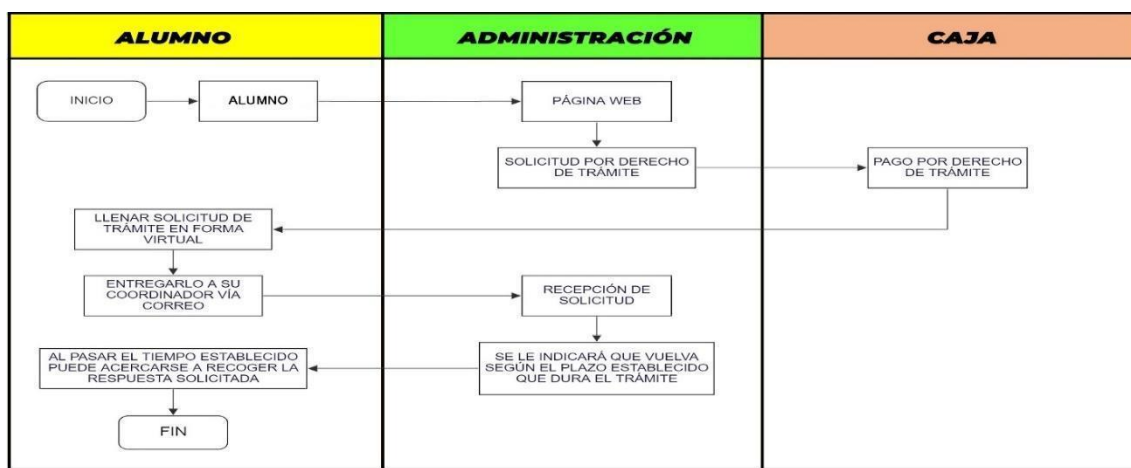 ALUMNO
ADMINISTRACIÓN
CAJA
INICIO
ALUMNO
PÁGINA WEB
SOLICITUD POR DERECHO
DE TRÁMITE
PAGO POR DERECHO
DE TRÁMITE
LLENAR SOLICITUD DE
TRÁMITE EN FORMA
VIRTUAL
ENTREGARLO A SU
COORDINADOR VÍA
CORREO
RECEPCIÓN DE
SOLICITUD
SE LE INDICARÁ QUE VUELVA
SEGÚN EL PLAZO ESTABLECIDO
QUE DURA EL TRÁMITE
AL PASAR EL TIEMPO ESTABLECIDO
PUEDE ACERCARSE A RECOGER LA
RESPUESTA SOLICITADA
FIN